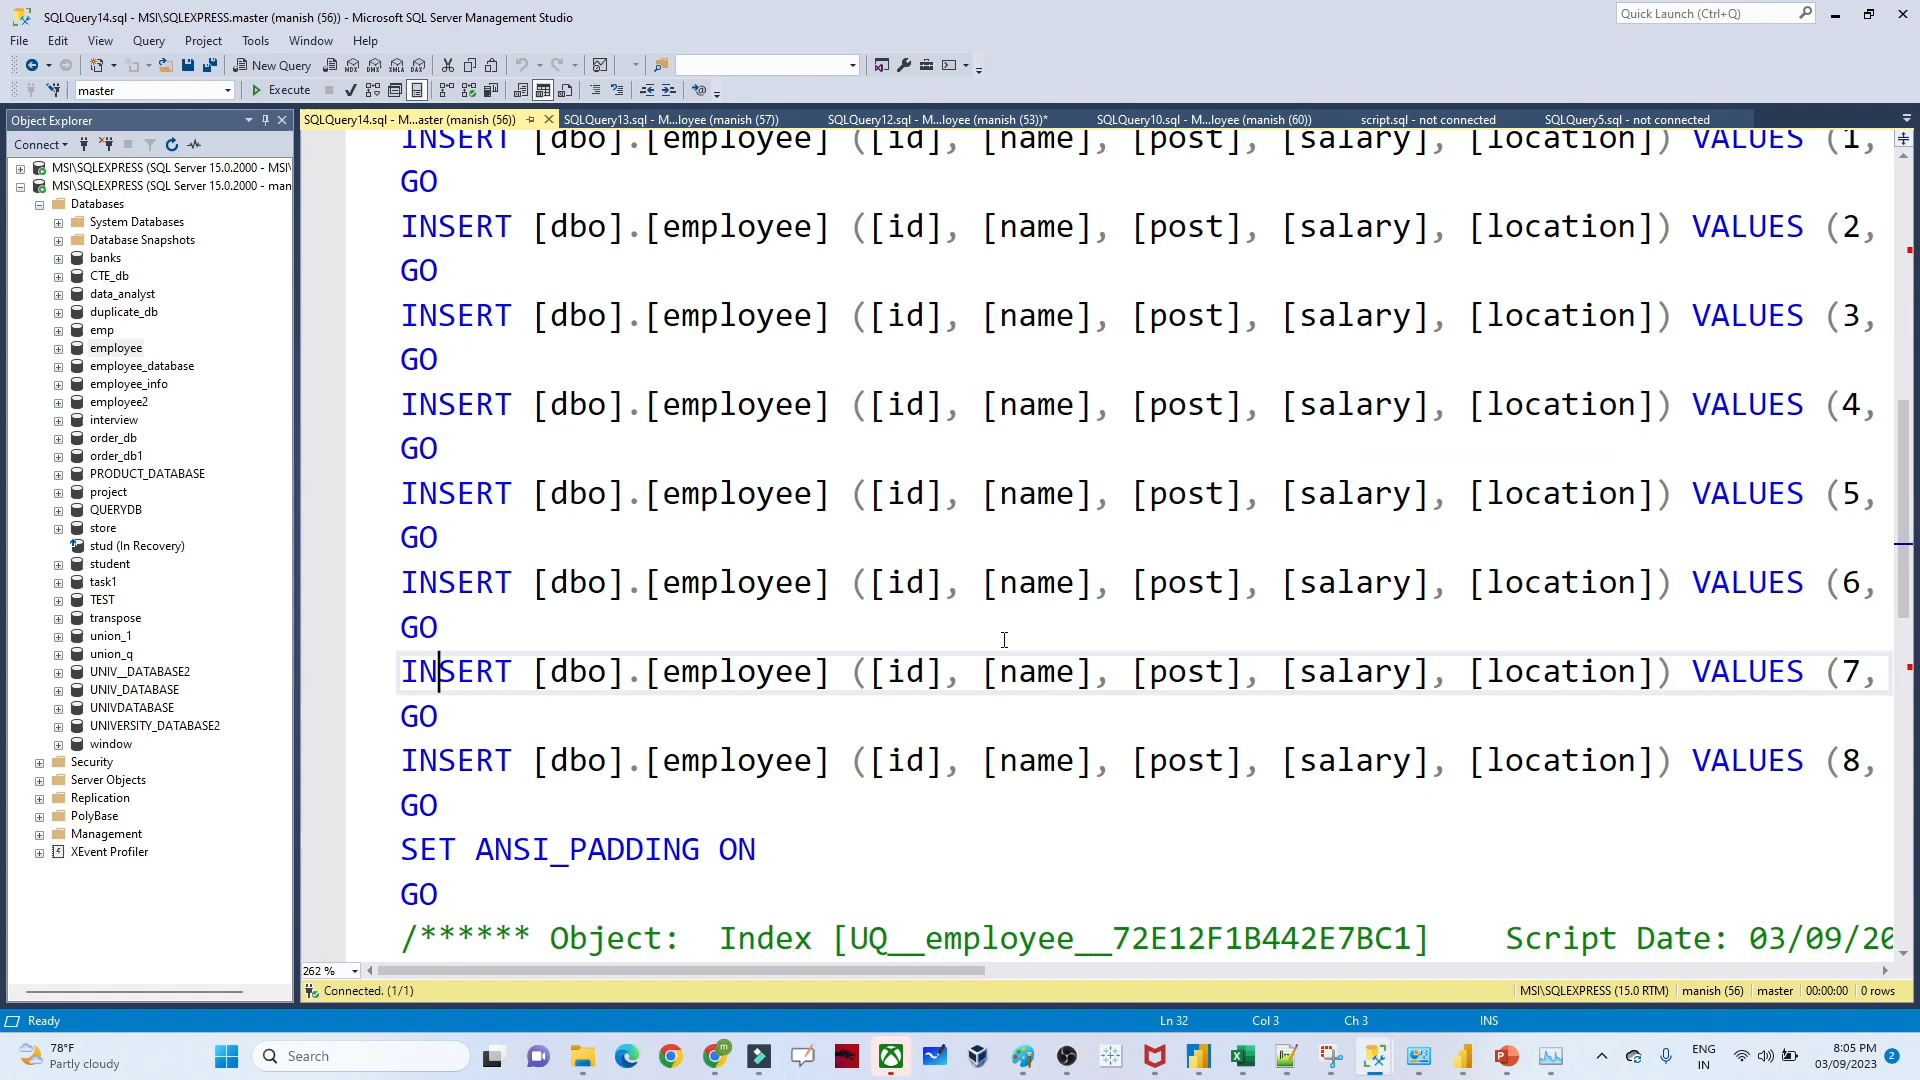 SQLQuery14.sql - MSI\SQLEXPRESS.master (manish (56)) - Microsoft SQL Server Management Studio
Quick Launch (Ctrl+Q)
File Edit View Query Project Tools Window Help
New Query
master
Execute
Object Explorer
SQLQuery14.sql - M...aster (manish (56))
SQLQuery13.sql - M...loyee (manish (57))
SQLQuery12.sql - M...loyee (manish (53))*
SQLQuery10.sql - M...loyee (manish (60))
script.sql - not connected
SQLQuery5.sql - not connected
Connect
MSI\SQLEXPRESS (SQL Server 15.0.2000 - MSI\
MSI\SQLEXPRESS (SQL Server 15.0.2000 - man
Databases
System Databases
Database Snapshots
banks
CTE_db
data_analyst
duplicate_db
emp
employee
employee_database
employee_info
employee2
interview
order_db
order_db1
PRODUCT_DATABASE
project
QUERYDB
store
stud (In Recovery)
student
task1
TEST
transpose
union_1
union_q
UNIV__DATABASE2
UNIV_DATABASE
UNIVDATABASE
UNIVERSITY_DATABASE2
window
Security
Server Objects
Replication
PolyBase
Management
XEvent Profiler
INSERT [dbo].[employee] ([id], [name], [post], [salary], [location]) VALUES (1,
GO
INSERT [dbo].[employee] ([id], [name], [post], [salary], [location]) VALUES (2,
GO
INSERT [dbo].[employee] ([id], [name], [post], [salary], [location]) VALUES (3,
GO
INSERT [dbo].[employee] ([id], [name], [post], [salary], [location]) VALUES (4,
GO
INSERT [dbo].[employee] ([id], [name], [post], [salary], [location]) VALUES (5,
GO
INSERT [dbo].[employee] ([id], [name], [post], [salary], [location]) VALUES (6,
GO
INSERT [dbo].[employee] ([id], [name], [post], [salary], [location]) VALUES (7,
GO
INSERT [dbo].[employee] ([id], [name], [post], [salary], [location]) VALUES (8,
GO
SET ANSI_PADDING ON
GO
/****** Object: Index [UQ__employee__72E12F1B442E7BC1] Script Date: 03/09/20
262 %
Connected. (1/1)
MSI\SQLEXPRESS (15.0 RTM) manish (56) master 00:00:00 0 rows
Ready
Ln 32 Col 3 Ch 3 INS
78°F
Partly cloudy
Search
ENG
IN
8:05 PM
03/09/2023
2